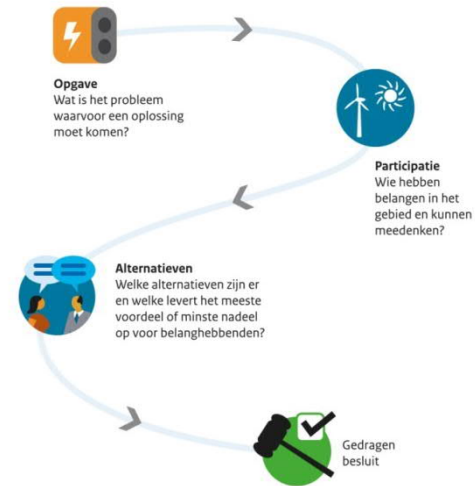 Opgave
Wat is het probleem
waarvoor een oplossing
moet komen?
Participatie
Wie hebben
belangen in het
gebied en kunnen
meedenken?
Alternatieven
Welke alternatieven zijn er
en welke levert het meeste
voordeel of minste nadeel
op voor belanghebbenden?
Gedragen
besluit